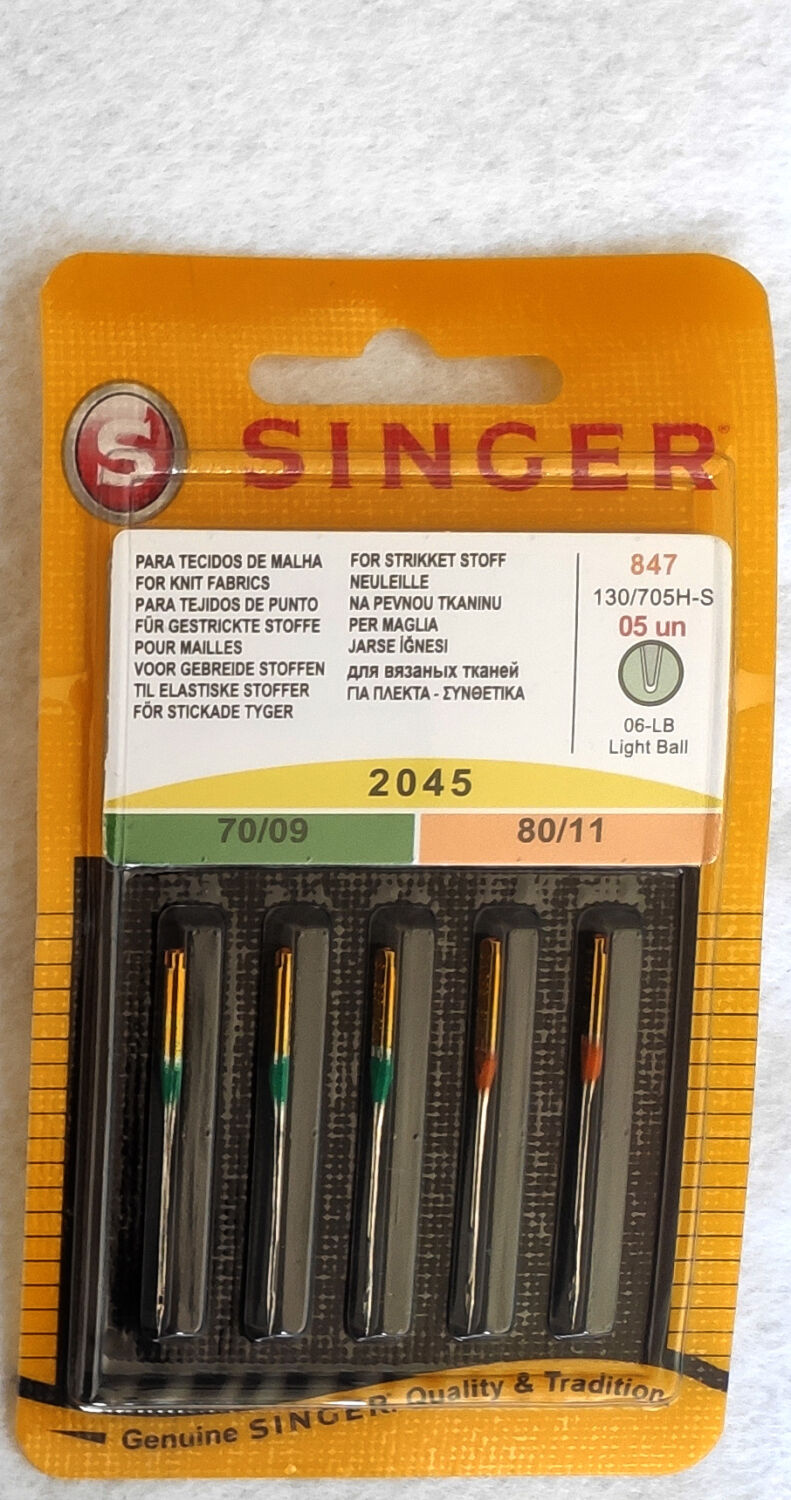 S
SINGER®
PARA TECIDOS DE MALHA
FOR KNIT FABRICS
PARA TEJIDOS DE PUNTO
FÜR GESTRICKTE STOFFE
POUR MAILLES
VOOR GEBREIDE STOFFEN
TIL ELASTISKE STOFFER
FÖR STICKADE TYGER
FOR STRIKKET STOFF
NEULEILLE
NA PEVNOU TKANINU
PER MAGLIA
JARSE İĞNESI
для вязаных тканей
ΓΙΑ ΠΛΕΚΤΑ - ΣΥΝΘΕΤΙΚΑ
847
130/705H-S
05 un
06-LB
Light Ball
2045
70/09
80/11
Genuine SINGER. Quality & Tradition